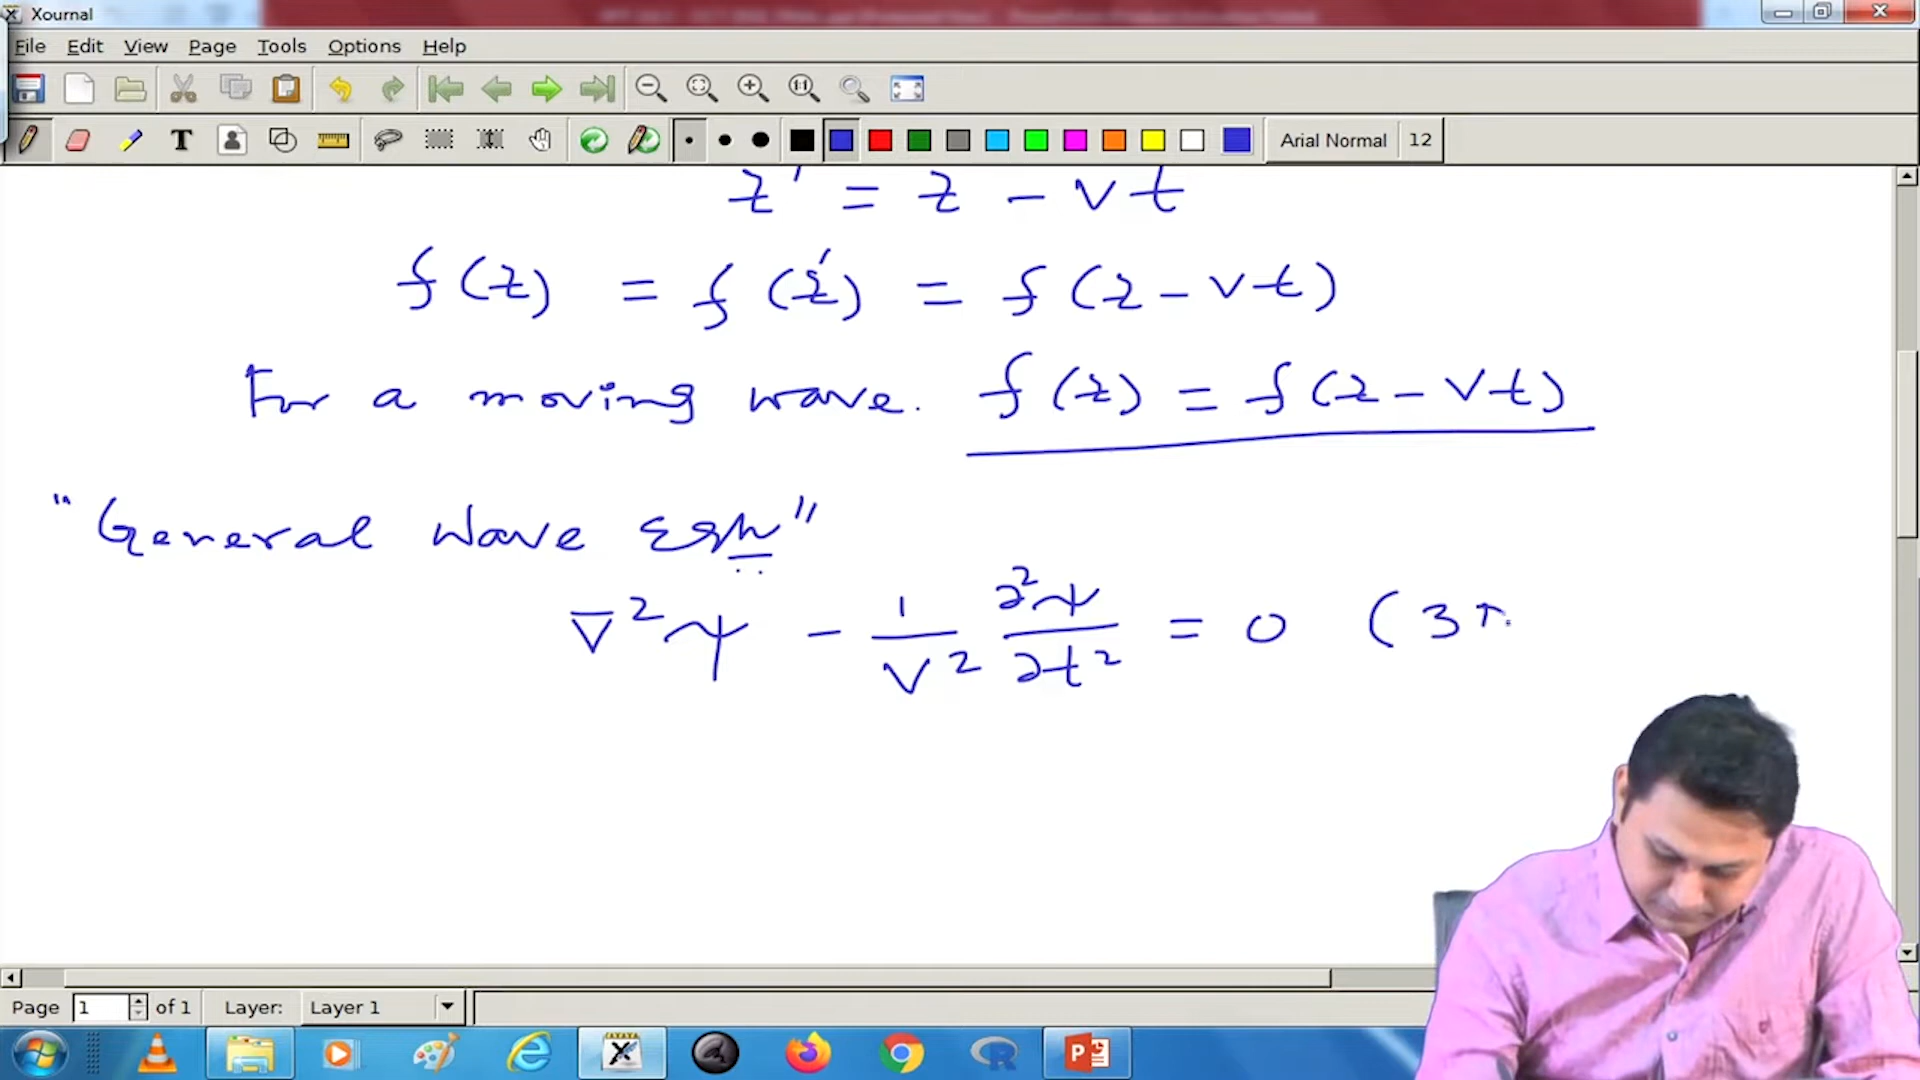 Xournal
File Edit View Page Tools Options Help
Arial Normal 12
z' = z - vt
f(z) = f(z') = f(z - vt)
For a moving wave. f(z) = f(z - vt)
"General Wave Eqn"
∇²ψ - 1/v² ∂²ψ/∂t² = 0 (3
Page 1 of 1 Layer: Layer 1